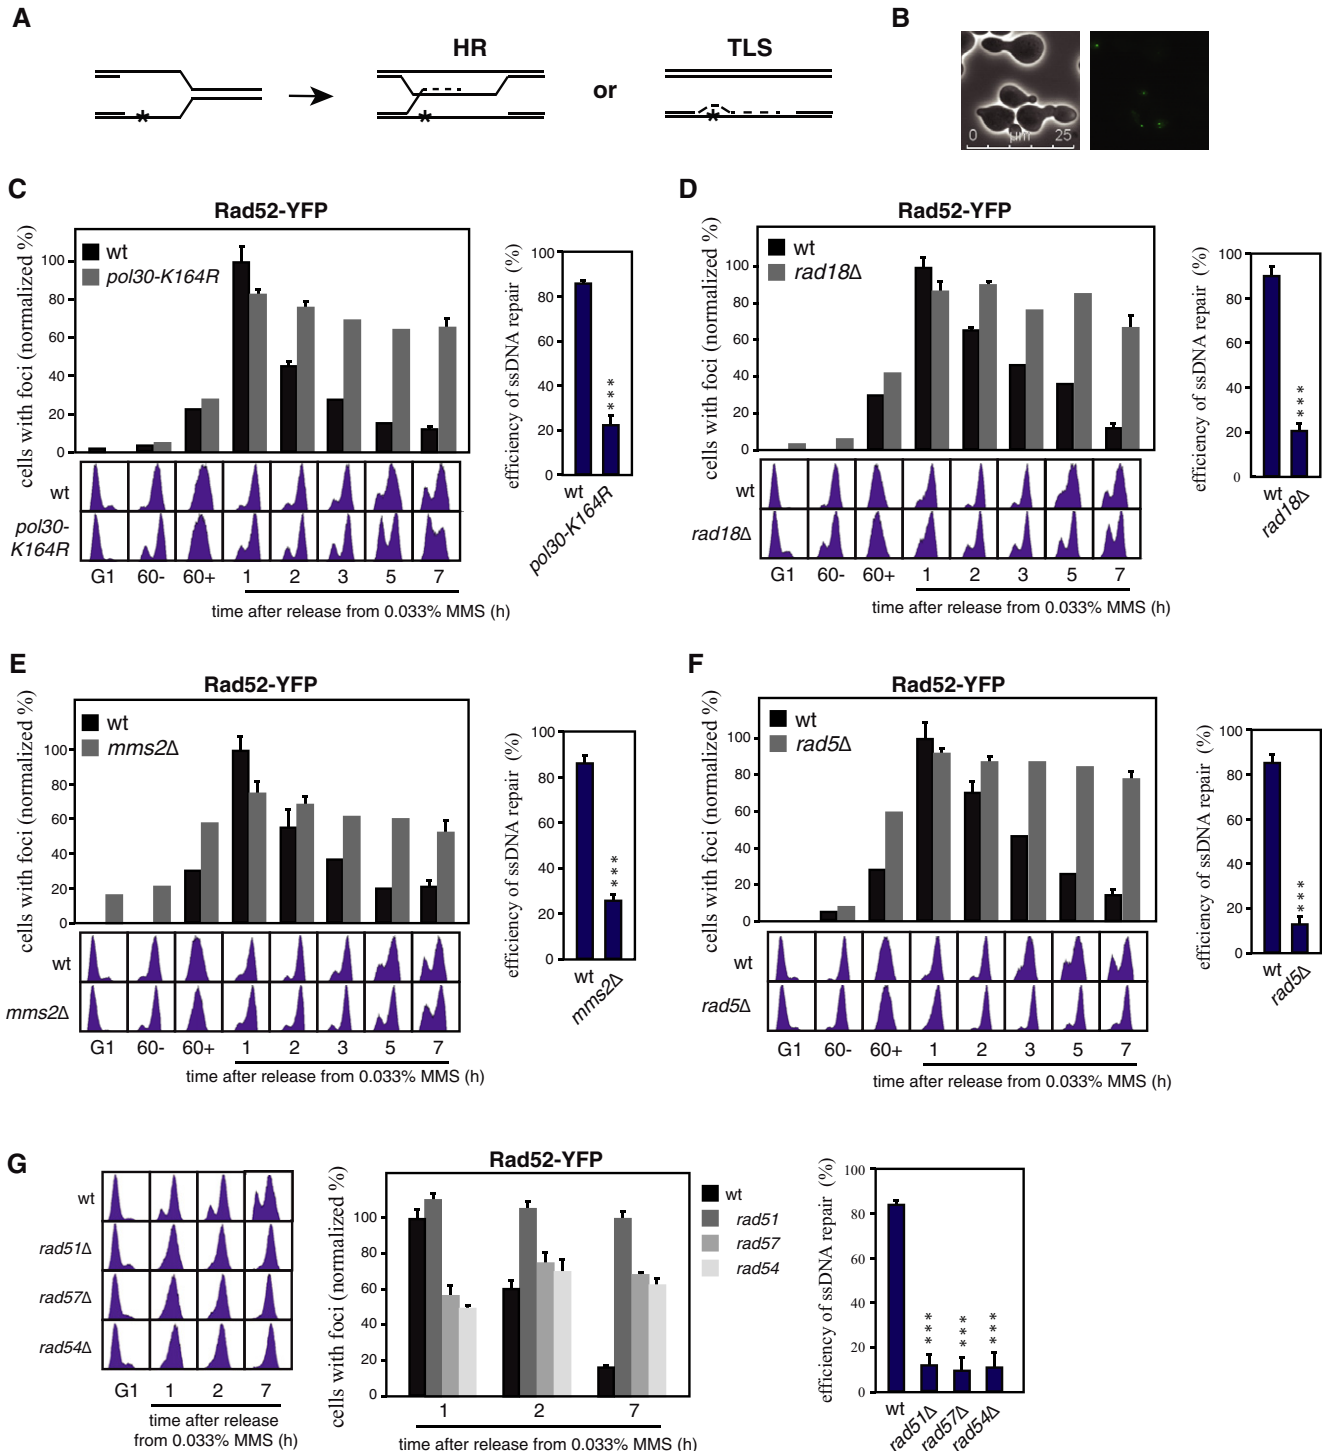 A
B
HR
TLS
or
*
*
*
0 μm 25
C
Rad52-YFP
cells with foci (normalized %)
wt
pol30-K164R
100
80
60
40
20
0
wt
pol30-
K164R
G1 60- 60+ 1 2 3 5 7
time after release from 0.033% MMS (h)
efficiency of ssDNA repair (%)
100
80
60
40
20
0
***
wt
pol30-K164R
D
Rad52-YFP
cells with foci (normalized %)
wt
rad18Δ
100
80
60
40
20
0
wt
rad18Δ
G1 60- 60+ 1 2 3 5 7
time after release from 0.033% MMS (h)
efficiency of ssDNA repair (%)
100
80
60
40
20
0
***
wt
rad18Δ
E
Rad52-YFP
cells with foci (normalized %)
wt
mms2Δ
100
80
60
40
20
0
wt
mms2Δ
G1 60- 60+ 1 2 3 5 7
time after release from 0.033% MMS (h)
efficiency of ssDNA repair (%)
100
80
60
40
20
0
***
wt
mms2Δ
F
Rad52-YFP
cells with foci (normalized %)
wt
rad5Δ
100
80
60
40
20
0
wt
rad5Δ
G1 60- 60+ 1 2 3 5 7
time after release from 0.033% MMS (h)
efficiency of ssDNA repair (%)
100
80
60
40
20
0
***
wt
rad5Δ
G
wt
rad51Δ
rad57Δ
rad54Δ
G1 1 2 7
time after release
from 0.033% MMS (h)
Rad52-YFP
cells with foci (normalized %)
100
80
60
40
20
0
1 2 7
time after release from 0.033% MMS (h)
wt
rad51
rad57
rad54
efficiency of ssDNA repair (%)
100
80
60
40
20
0
*** *** ***
wt
rad51Δ
rad57Δ
rad54Δ